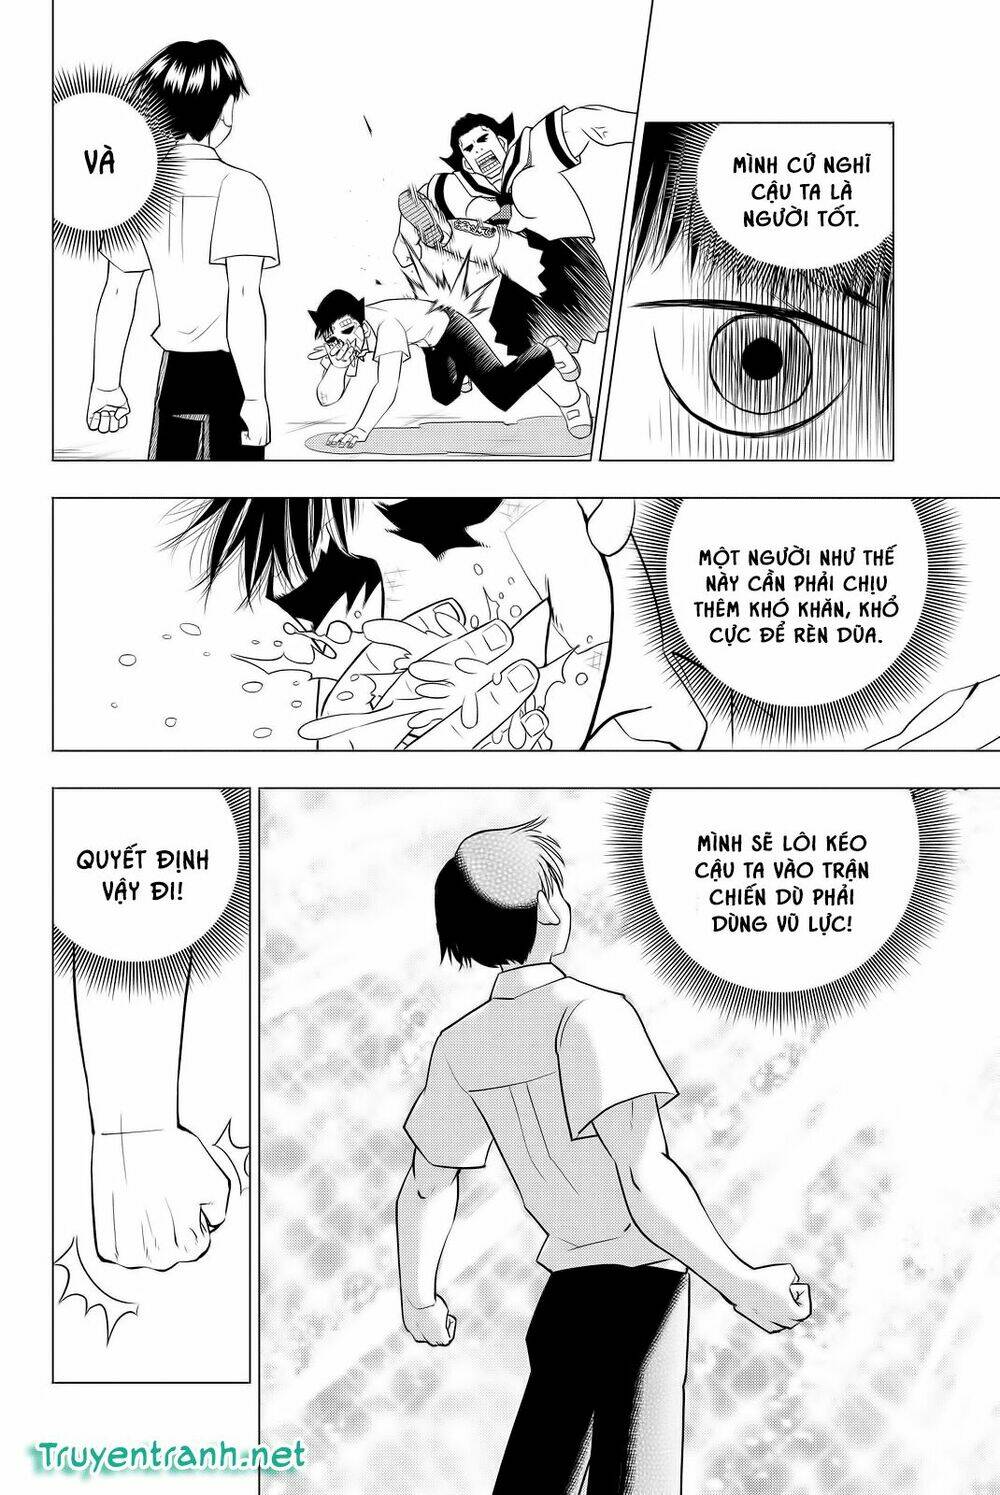 VÀ
MÌNH CỨ NGHĨ
CẬU TA LÀ
NGƯỜI TỐT.
MỘT NGƯỜI NHƯ THẾ
NÀY CẦN PHẢI CHỊU
THÊM KHÓ KHĂN, KHỔ
CỰC ĐỂ RÈN DŨA.
QUYẾT ĐỊNH
VẬY ĐI!
MÌNH SẼ LÔI KÉO
CẬU TA VÀO TRẬN
CHIẾN DÙ PHẢI
DÙNG VŨ LỰC!
Truyentranh.net